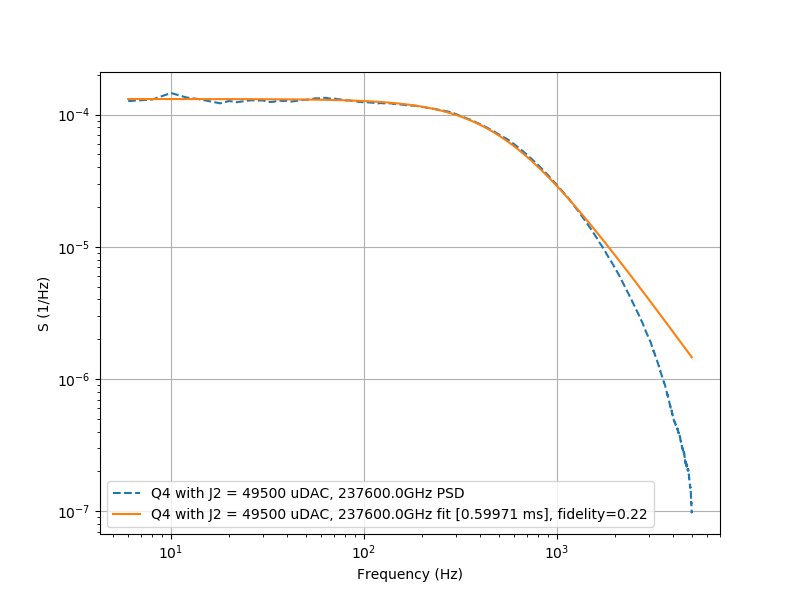 10⁻⁴
10⁻⁵
10⁻⁶
10⁻⁷
S (1/Hz)
Q4 with J2 = 49500 uDAC, 237600.0GHz PSD
Q4 with J2 = 49500 uDAC, 237600.0GHz fit [0.59971 ms], fidelity=0.22
10¹ 10² 10³
Frequency (Hz)